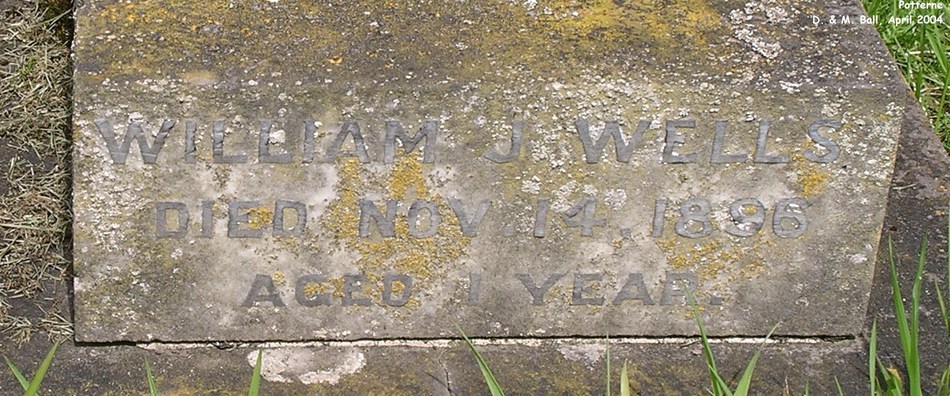 Potterne
D. & M. Ball, April, 2004.
WILLIAM J WELLS
DIED NOV. 14. 1896
AGED 1 YEAR.